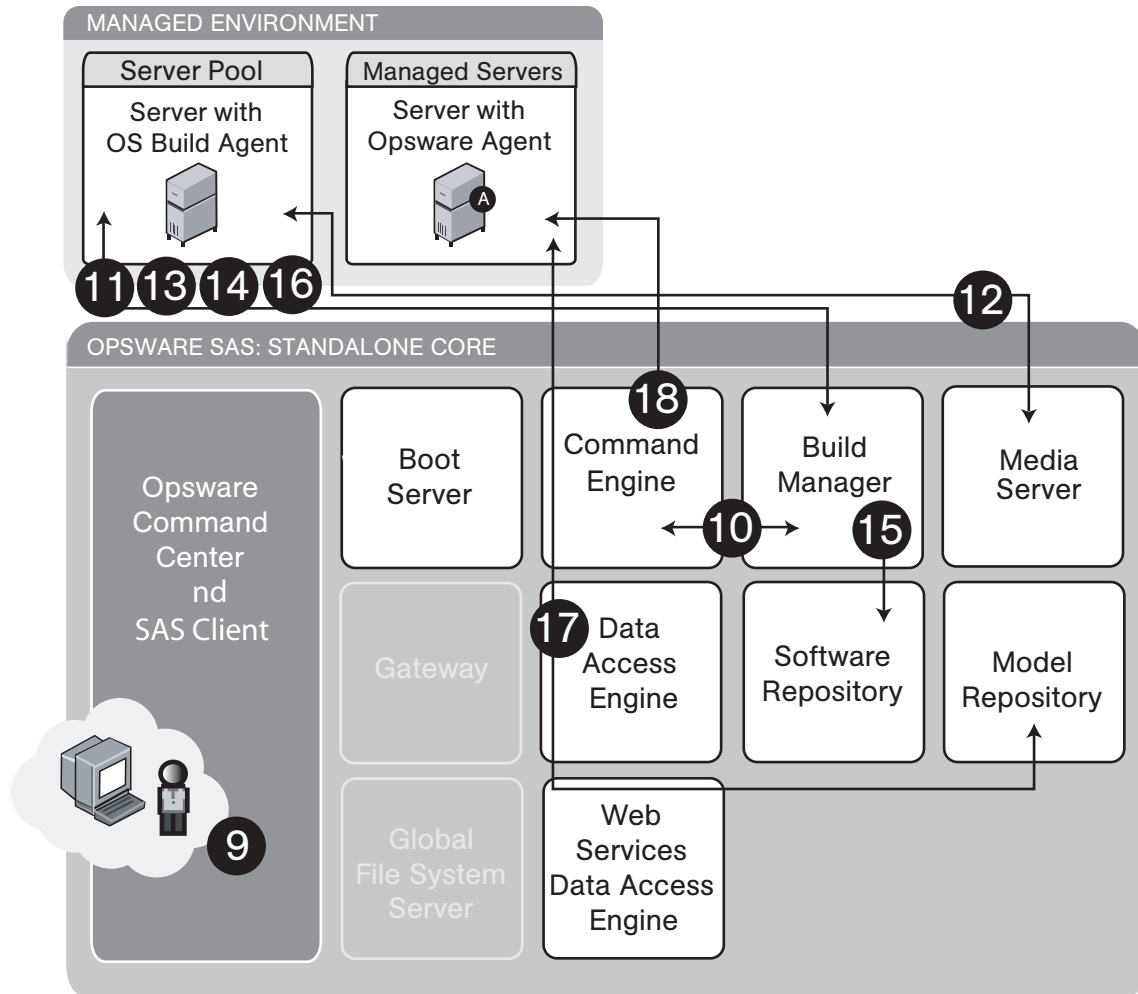 MANAGED ENVIRONMENT
Server Pool
Server with
OS Build Agent
Managed Servers
Server with
Opsware Agent
A
11
13
14
16
12
OPSWARE SAS: STANDALONE CORE
Opsware
Command
Center
nd
SAS Client
9
Boot
Server
18
Command
Engine
10
Build
Manager
15
Media
Server
Gateway
17
Data
Access
Engine
Software
Repository
Model
Repository
Global
File System
Server
Web
Services
Data Access
Engine